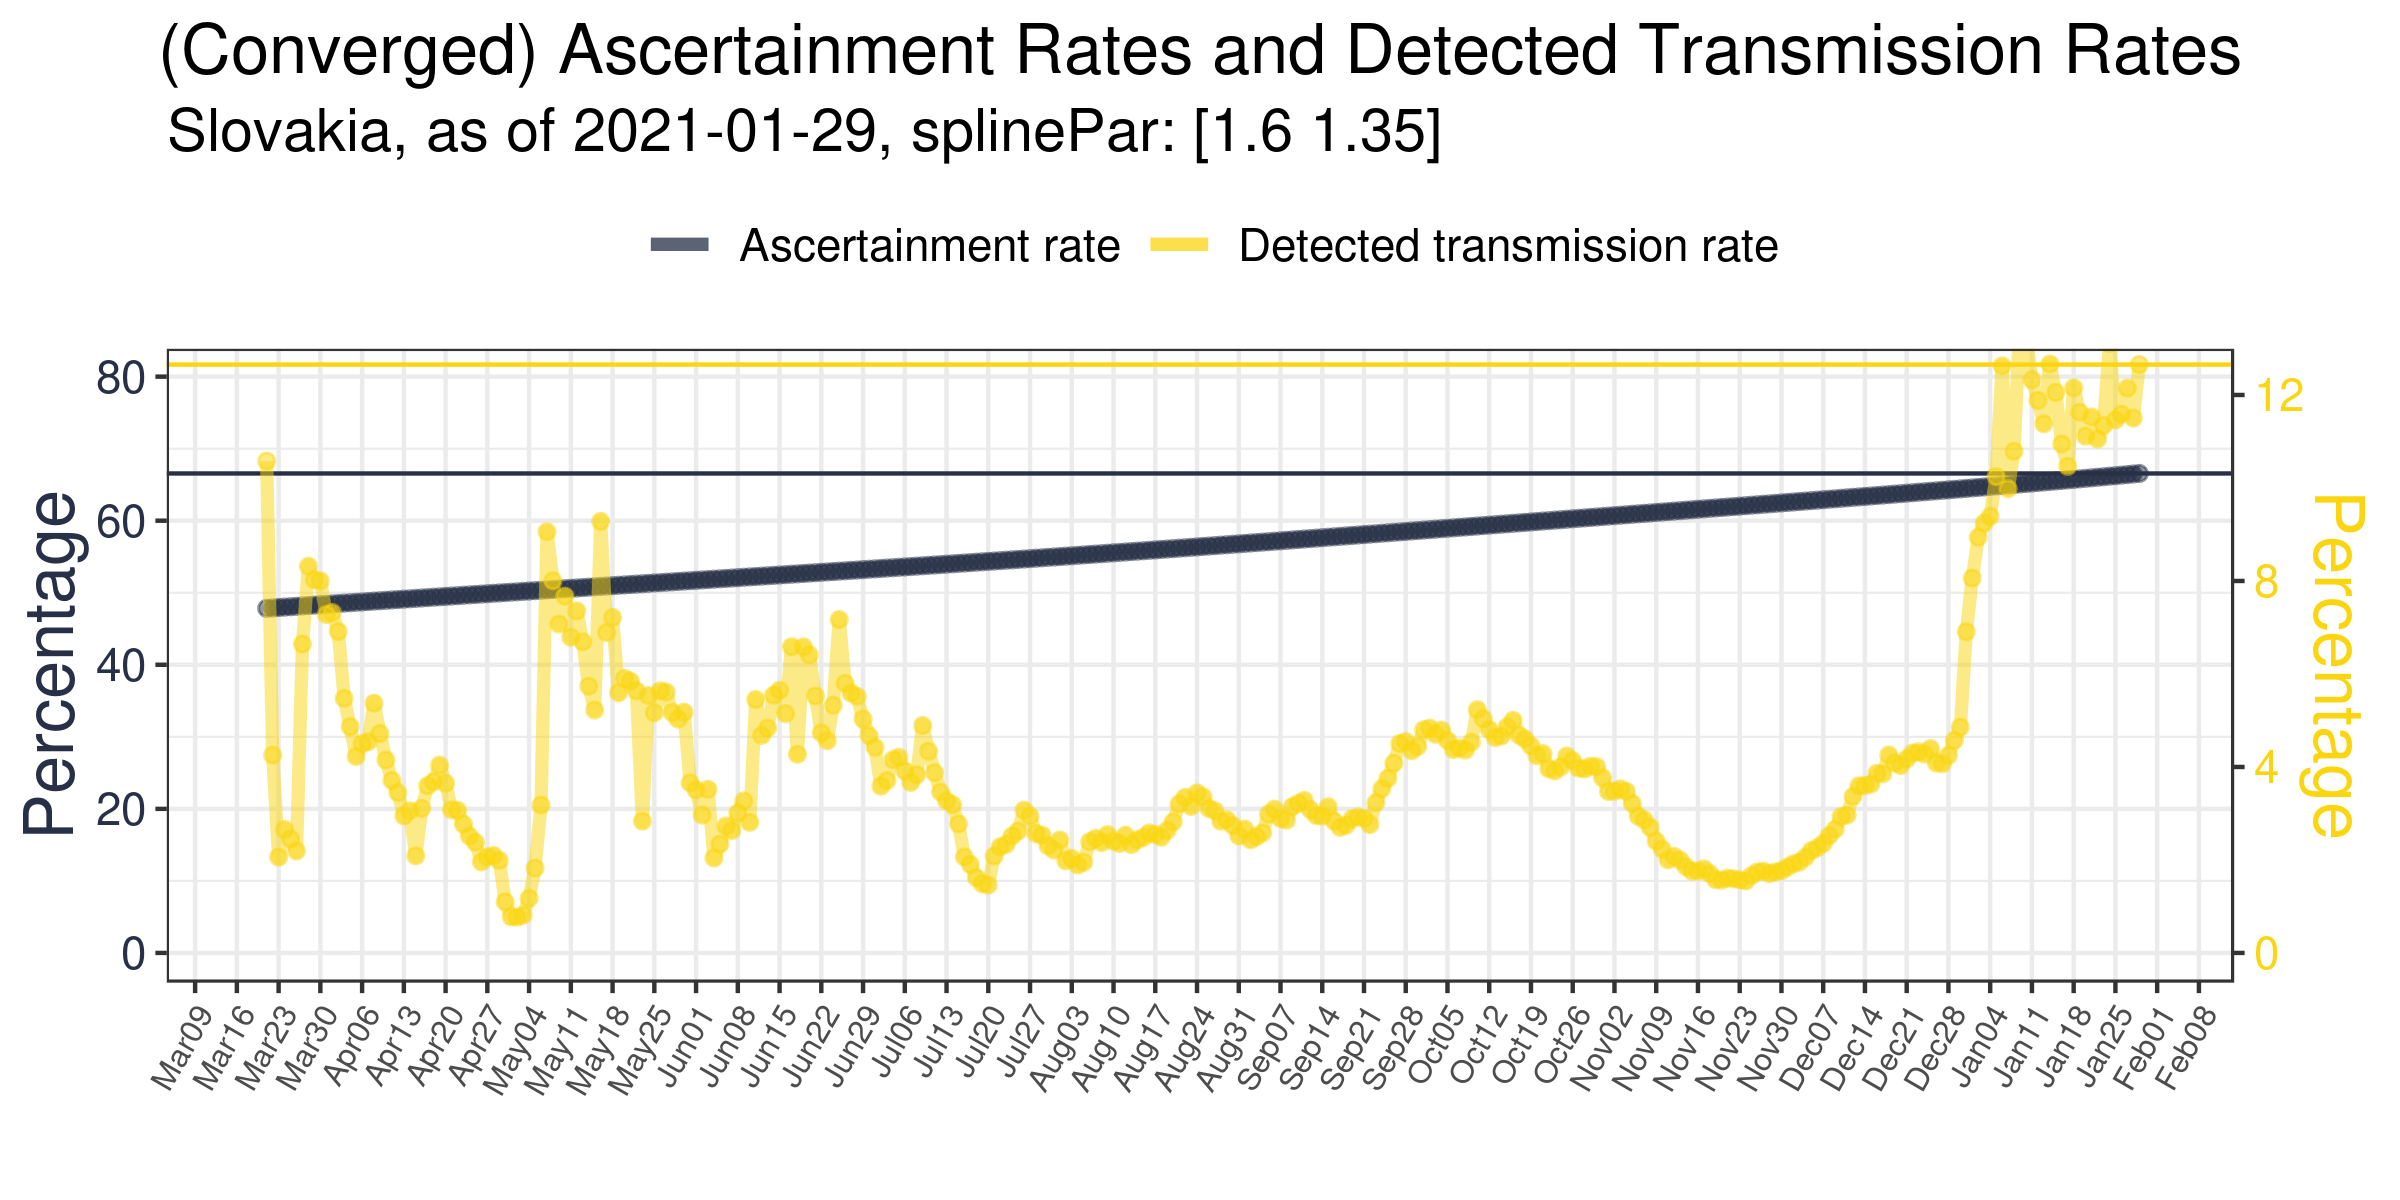 (Converged) Ascertainment Rates and Detected Transmission Rates
Slovakia, as of 2021-01-29, splinePar: [1.6 1.35]
Ascertainment rate Detected transmission rate
Percentage
80
60
40
20
0
12
8
4
0
Percentage
Mar09 Mar16 Mar23 Mar30 Apr06 Apr13 Apr20 Apr27 May04 May11 May18 May25 Jun01 Jun08 Jun15 Jun22 Jun29 Jul06 Jul13 Jul20 Jul27 Aug03 Aug10 Aug17 Aug24 Aug31 Sep07 Sep14 Sep21 Sep28 Oct05 Oct12 Oct19 Oct26 Nov02 Nov09 Nov16 Nov23 Nov30 Dec07 Dec14 Dec21 Dec28 Jan04 Jan11 Jan18 Jan25 Feb01 Feb08